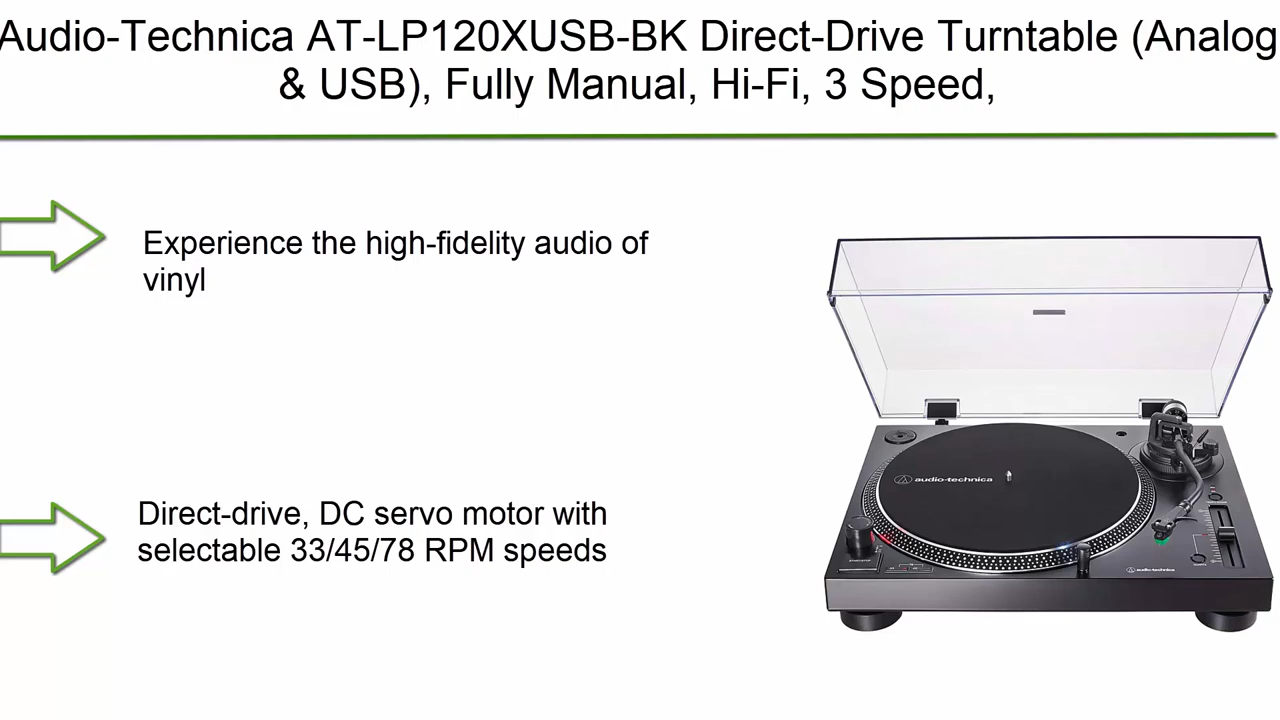 Audio-Technica AT-LP120XUSB-BK Direct-Drive Turntable (Analog
& USB), Fully Manual, Hi-Fi, 3 Speed,
Experience the high-fidelity audio of
vinyl
Direct-drive, DC servo motor with
selectable 33/45/78 RPM speeds
audio-technica
audio-technica